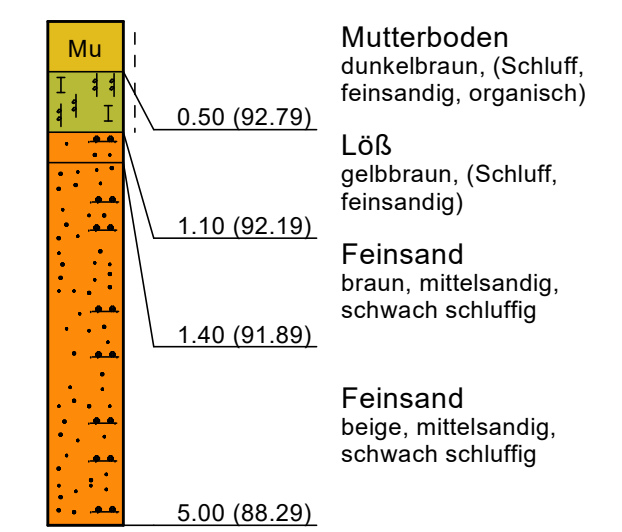 Mu
Mutterboden
dunkelbraun, (Schluff,
feinsandig, organisch)
0.50 (92.79)
Löß
gelbbraun, (Schluff,
feinsandig)
1.10 (92.19)
Feinsand
braun, mittelsandig,
schwach schluffig
1.40 (91.89)
Feinsand
beige, mittelsandig,
schwach schluffig
5.00 (88.29)